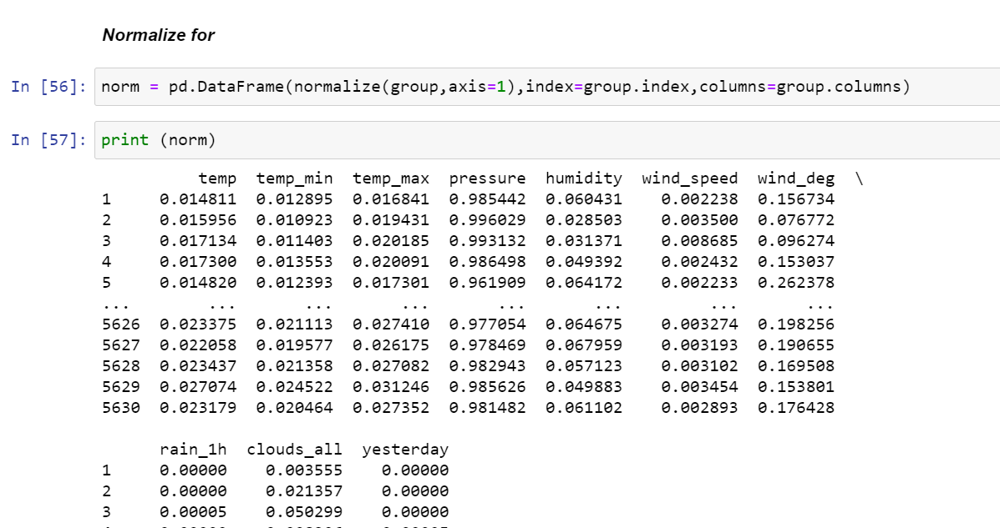 Normalize for
In [56]: norm = pd.DataFrame(normalize(group,axis=1),index=group.index,columns=group.columns)
In [57]: print (norm)
temp temp_min temp_max pressure humidity wind_speed wind_deg \
1 0.014811 0.012895 0.016841 0.985442 0.060431 0.002238 0.156734
2 0.015956 0.010923 0.019431 0.996029 0.028503 0.003500 0.076772
3 0.017134 0.011403 0.020185 0.993132 0.031371 0.008685 0.096274
4 0.017300 0.013553 0.020091 0.986498 0.049392 0.002432 0.153037
5 0.014820 0.012393 0.017301 0.961909 0.064172 0.002233 0.262378
... ... ... ... ... ... ... ...
5626 0.023375 0.021113 0.027410 0.977054 0.064675 0.003274 0.198256
5627 0.022058 0.019577 0.026175 0.978469 0.067959 0.003193 0.190655
5628 0.023437 0.021358 0.027082 0.982943 0.057123 0.003102 0.169508
5629 0.027074 0.024522 0.031246 0.985626 0.049883 0.003454 0.153801
5630 0.023179 0.020464 0.027352 0.981482 0.061102 0.002893 0.176428
rain_1h clouds_all yesterday
1 0.00000 0.003555 0.00000
2 0.00000 0.021357 0.00000
3 0.00005 0.050299 0.00000